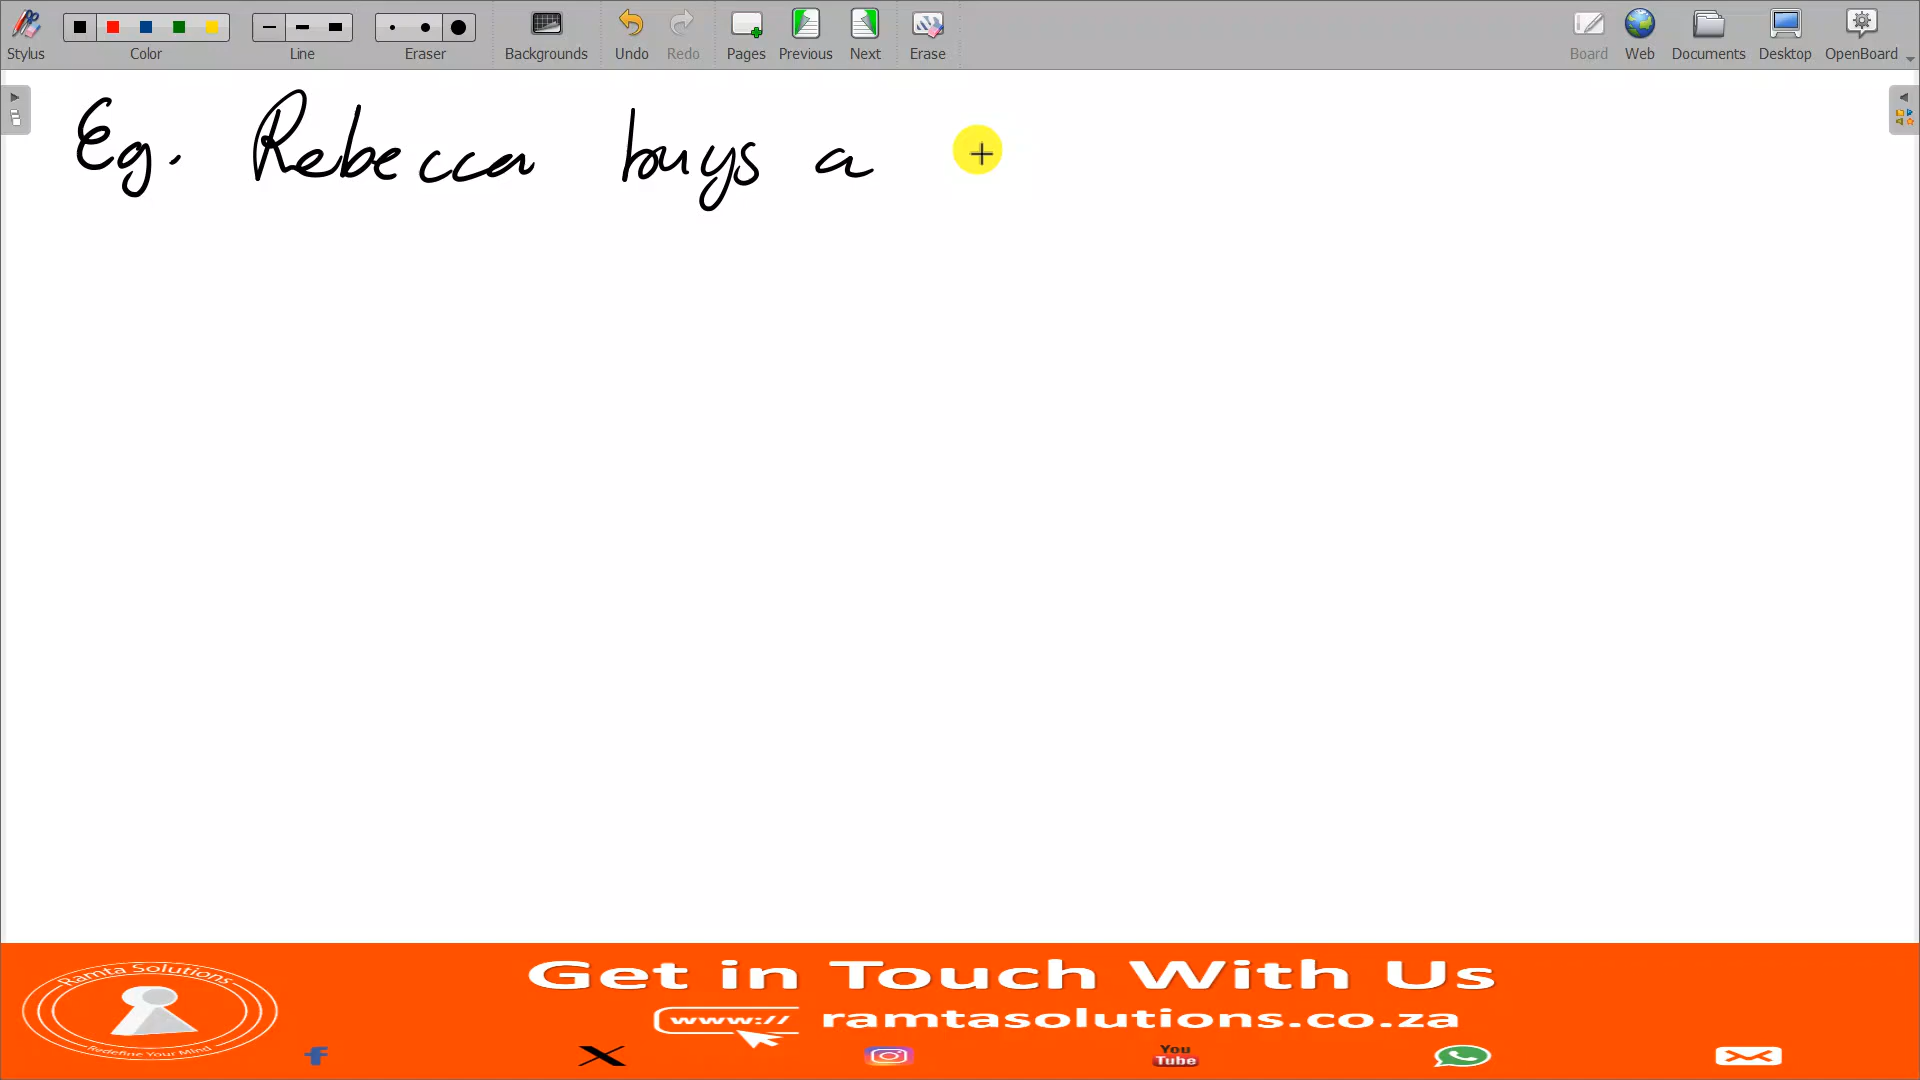 Stylus Color Line Eraser Backgrounds Undo Redo Pages Previous Next Erase Board Web Documents Desktop OpenBoard
Eg. Rebecca buys a
Ramta Solutions
Redefine Your Mind
Get in Touch With Us
www:// ramtasolutions.co.za
You
Tube